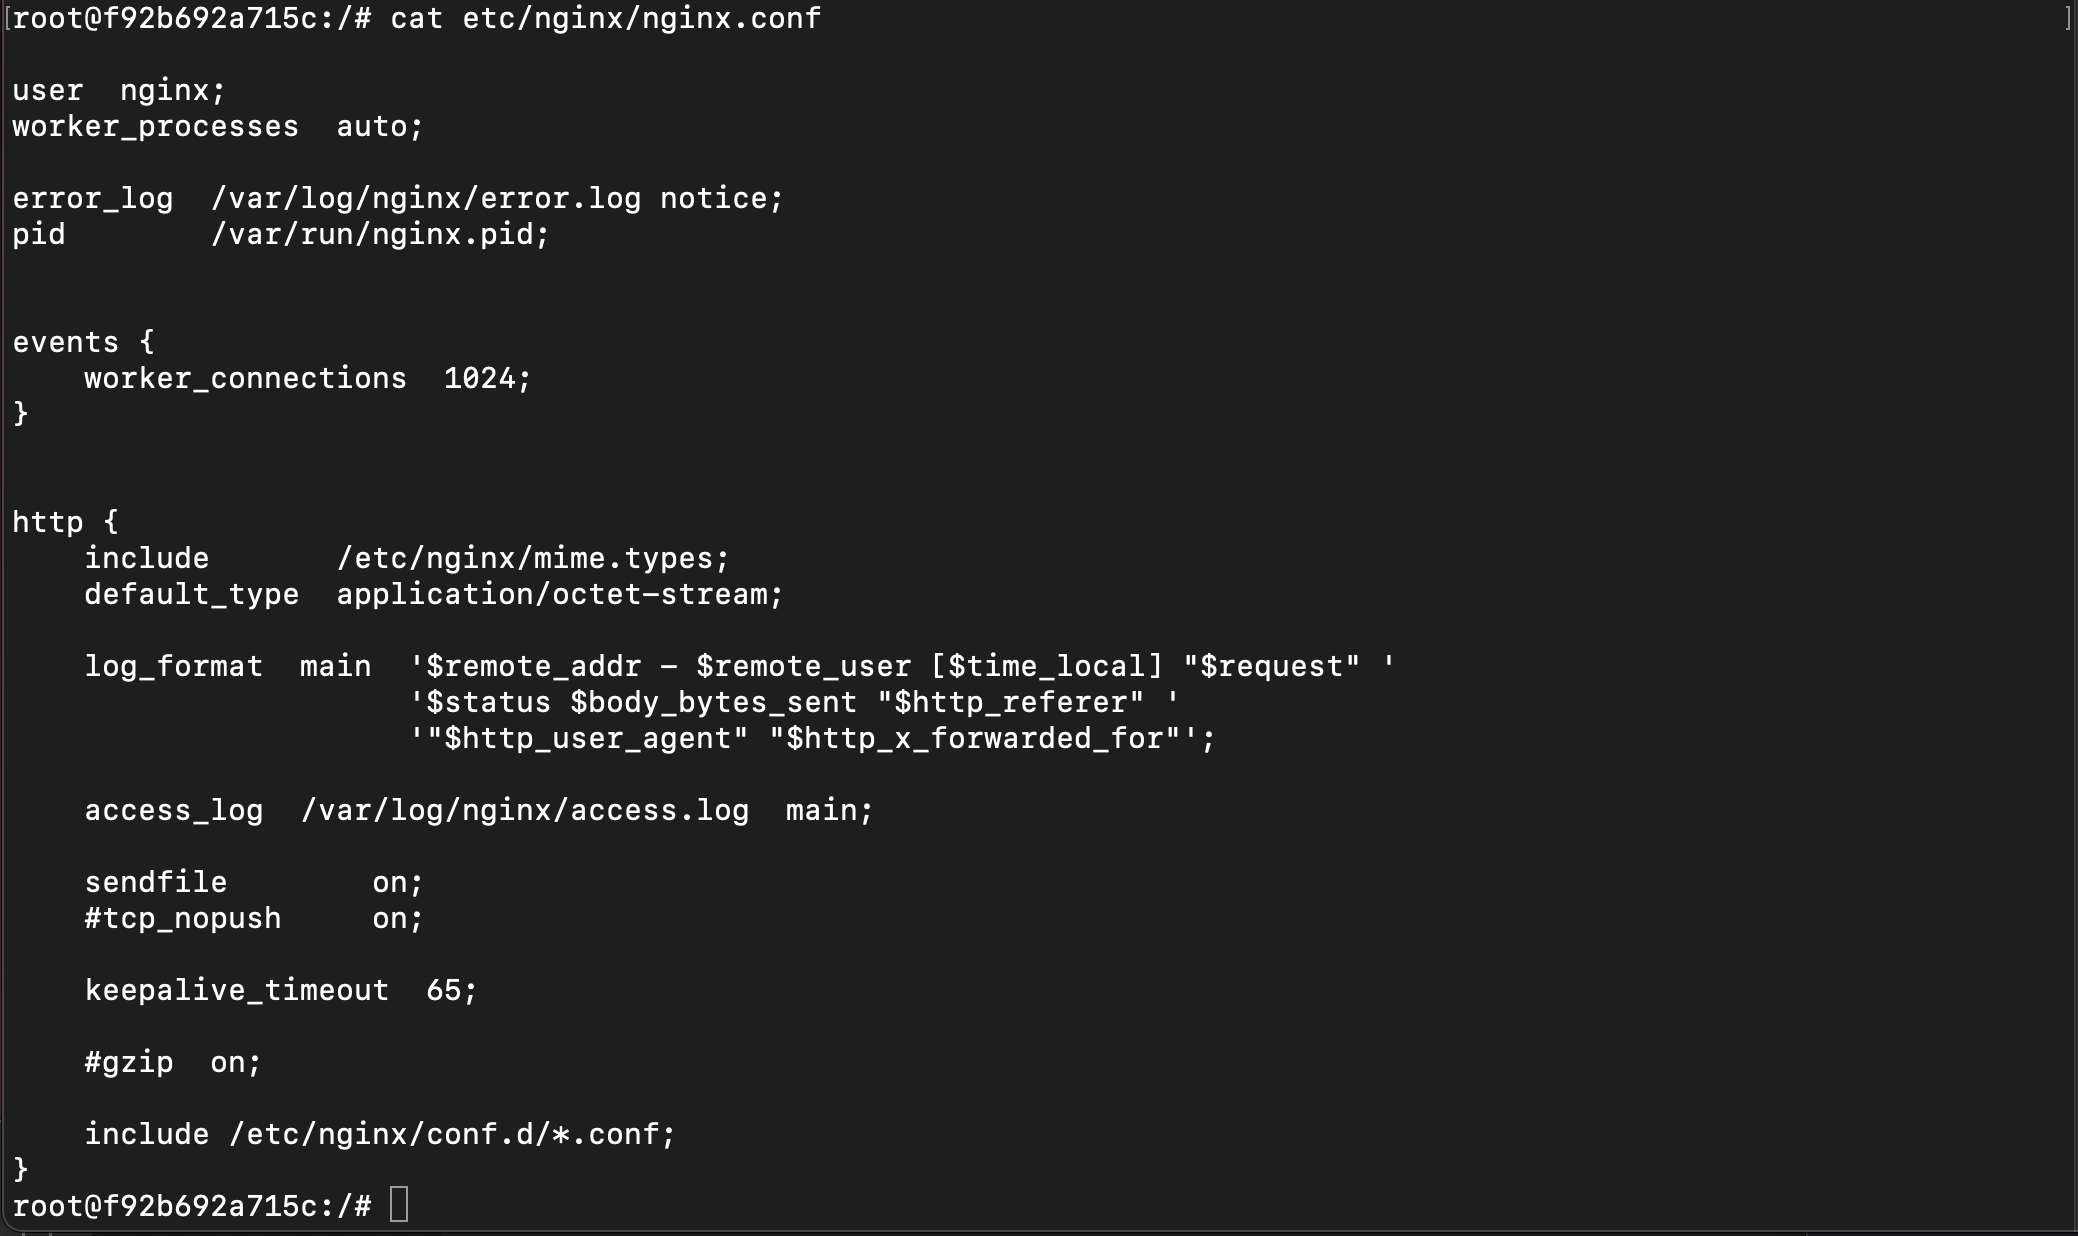 [root@f92b692a715c:/# cat etc/nginx/nginx.conf ]
user  nginx;
worker_processes  auto;
error_log  /var/log/nginx/error.log notice;
pid        /var/run/nginx.pid;
events {
    worker_connections  1024;
}
http {
    include       /etc/nginx/mime.types;
    default_type  application/octet-stream;
    log_format  main  '$remote_addr - $remote_user [$time_local] "$request" '
                      '$status $body_bytes_sent "$http_referer" '
                      '"$http_user_agent" "$http_x_forwarded_for"';
    access_log  /var/log/nginx/access.log  main;
    sendfile        on;
    #tcp_nopush     on;
    keepalive_timeout  65;
    #gzip  on;
    include /etc/nginx/conf.d/*.conf;
}
root@f92b692a715c:/#